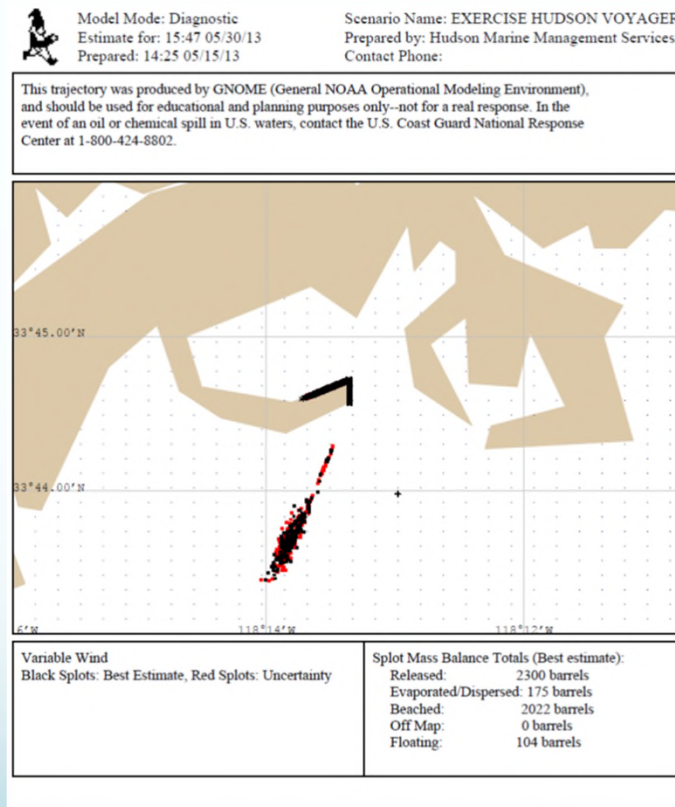 Model Mode: Diagnostic
Estimate for: 15:47 05/30/13
Prepared: 14:25 05/15/13
Scenario Name: EXERCISE HUDSON VOYAGER
Prepared by: Hudson Marine Management Services
Contact Phone:
This trajectory was produced by GNOME (General NOAA Operational Modeling Environment),
and should be used for educational and planning purposes only--not for a real response. In the
event of an oil or chemical spill in U.S. waters, contact the U.S. Coast Guard National Response
Center at 1-800-424-8802.
33°45.00'N
33°44.00'N
6'W 118°14'W 118°12'W
Variable Wind
Black Splots: Best Estimate, Red Splots: Uncertainty
Splot Mass Balance Totals (Best estimate):
Released: 2300 barrels
Evaporated/Dispersed: 175 barrels
Beached: 2022 barrels
Off Map: 0 barrels
Floating: 104 barrels